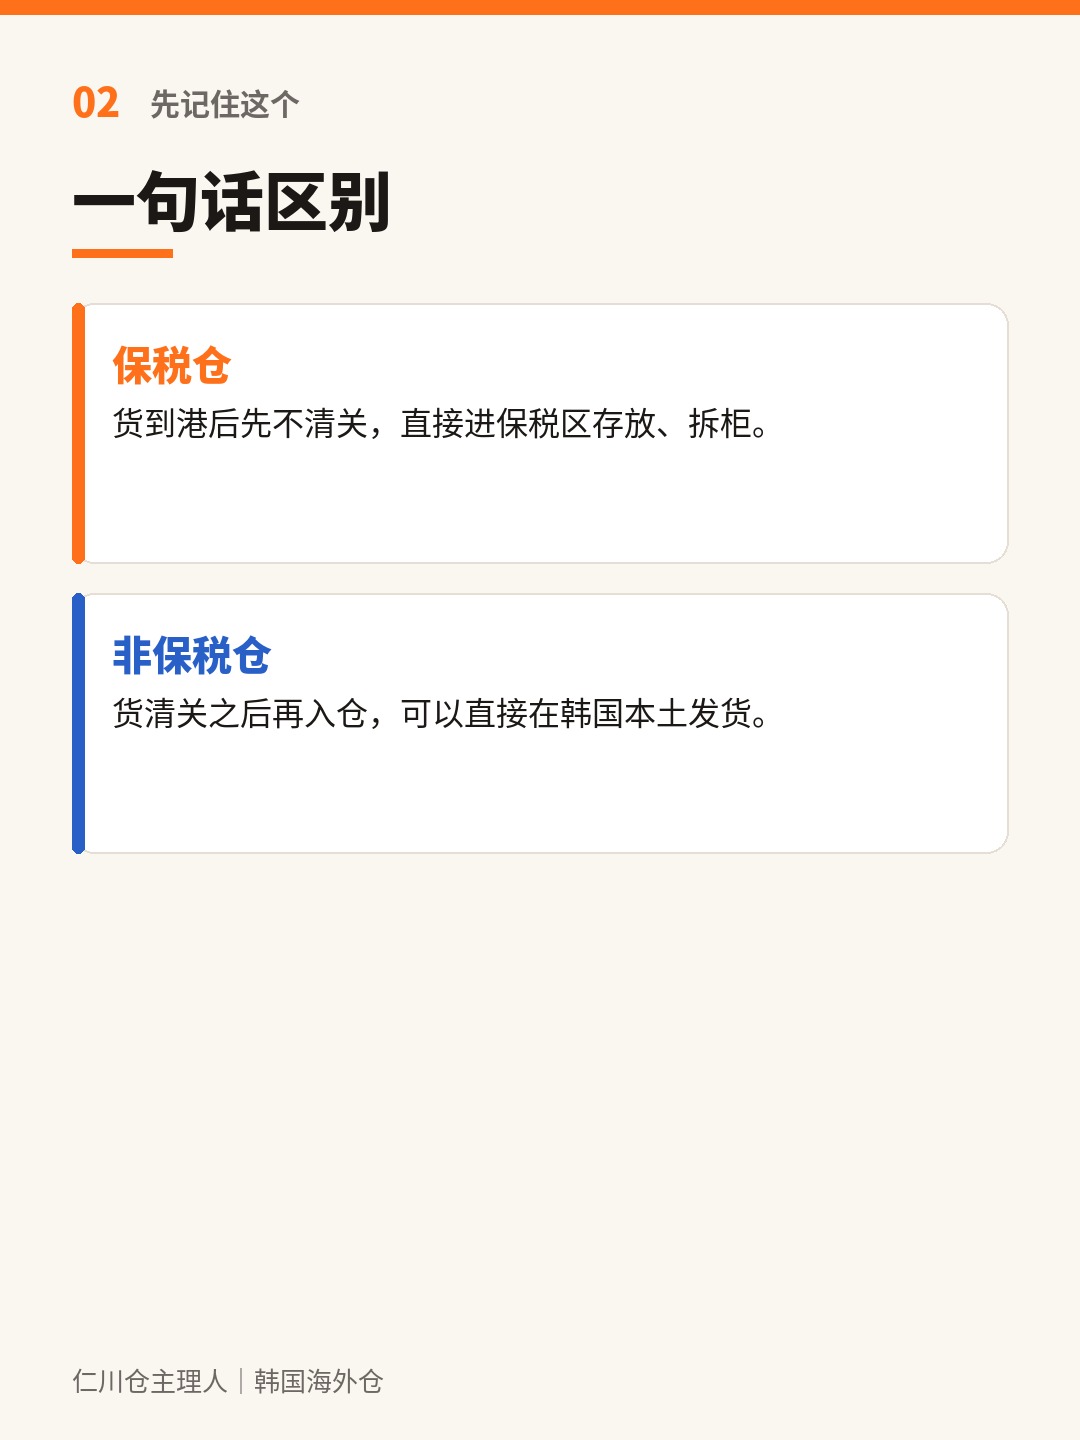 02 先记住这个
一句话区别
保税仓
货到港后先不清关，直接进保税区存放、拆柜。
非保税仓
货清关之后再入仓，可以直接在韩国本土发货。
仁川仓主理人｜韩国海外仓